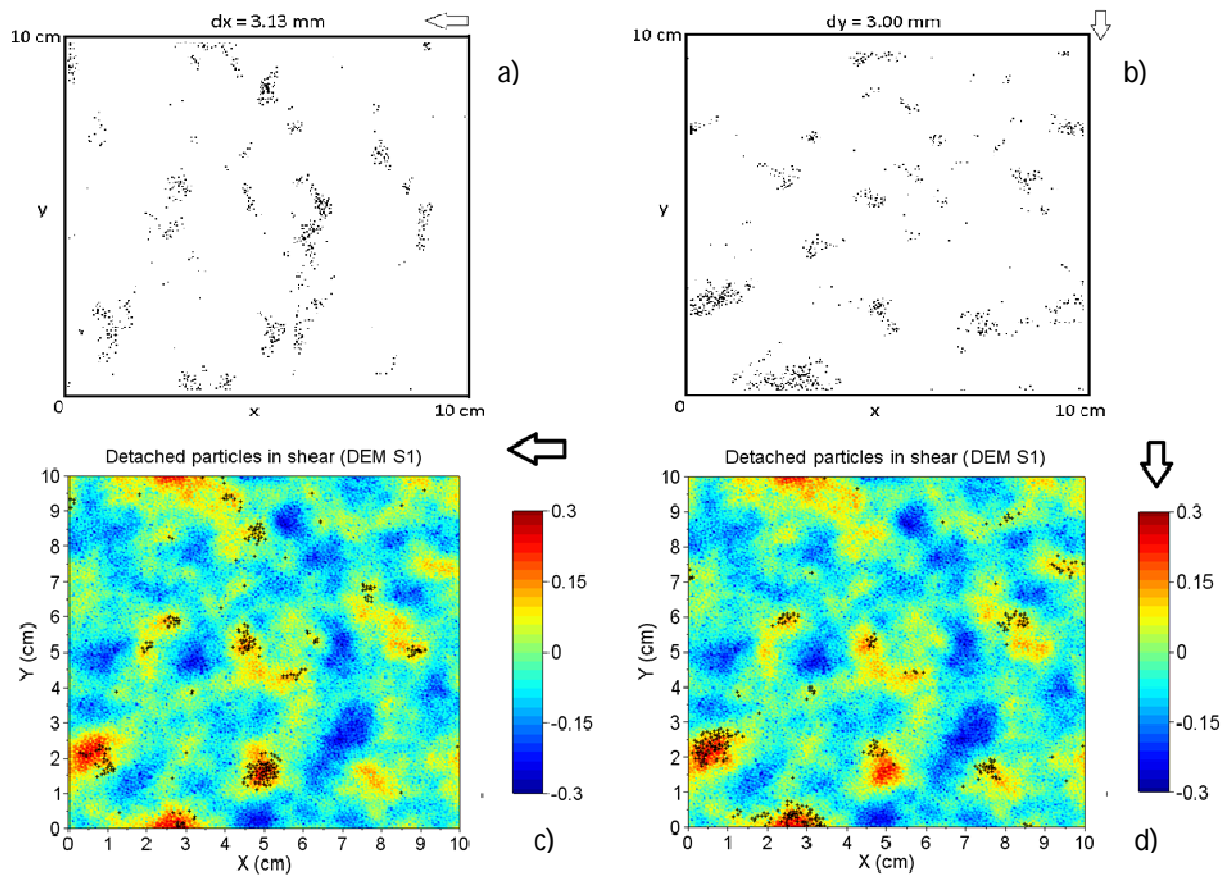 dx = 3.13 mm
10 cm
a)
y
0
x
10 cm
dy = 3.00 mm
10 cm
b)
y
0
x
10 cm
Detached particles in shear (DEM S1)
10
9
8
7
6
5
4
3
2
1
0
Y (cm)
0 1 2 3 4 5 6 7 8 9 10
X (cm)
0.3
0.15
0
-0.15
-0.3
c)
Detached particles in shear (DEM S1)
10
9
8
7
6
5
4
3
2
1
0
Y (cm)
0 1 2 3 4 5 6 7 8 9 10
X (cm)
0.3
0.15
0
-0.15
-0.3
d)